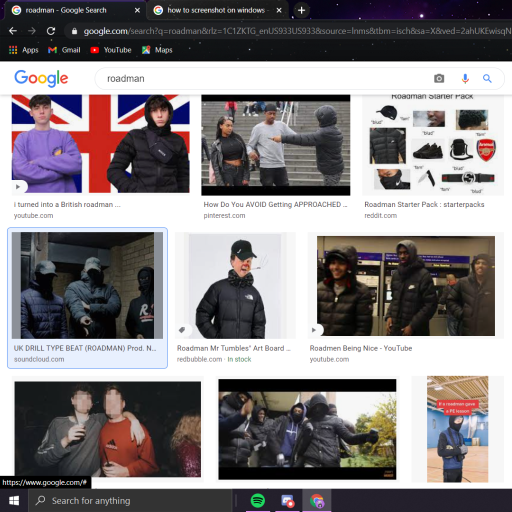 roadman - Google Search
how to screenshot on windows -
google.com/search?q=roadman&rlz=1C1ZKTG_enUS933US933&source=lnms&tbm=isch&sa=X&ved=2ahUKEwisqN
Apps Gmail YouTube Maps
Google
roadman
Roadman Starter Pack
"blud"
"fam"
"blud"
"fam"
i turned into a British roadman ...
youtube.com
How Do You AVOID Getting APPROACHED ...
pinterest.com
Roadman Starter Pack : starterpacks
reddit.com
UK DRILL TYPE BEAT (ROADMAN) Prod. N...
soundcloud.com
Roadman Mr Tumbles" Art Board ...
redbubble.com · In stock
Roadmen Being Nice - YouTube
youtube.com
If a roadman gave
a PE lesson
https://www.google.com/#
Search for anything